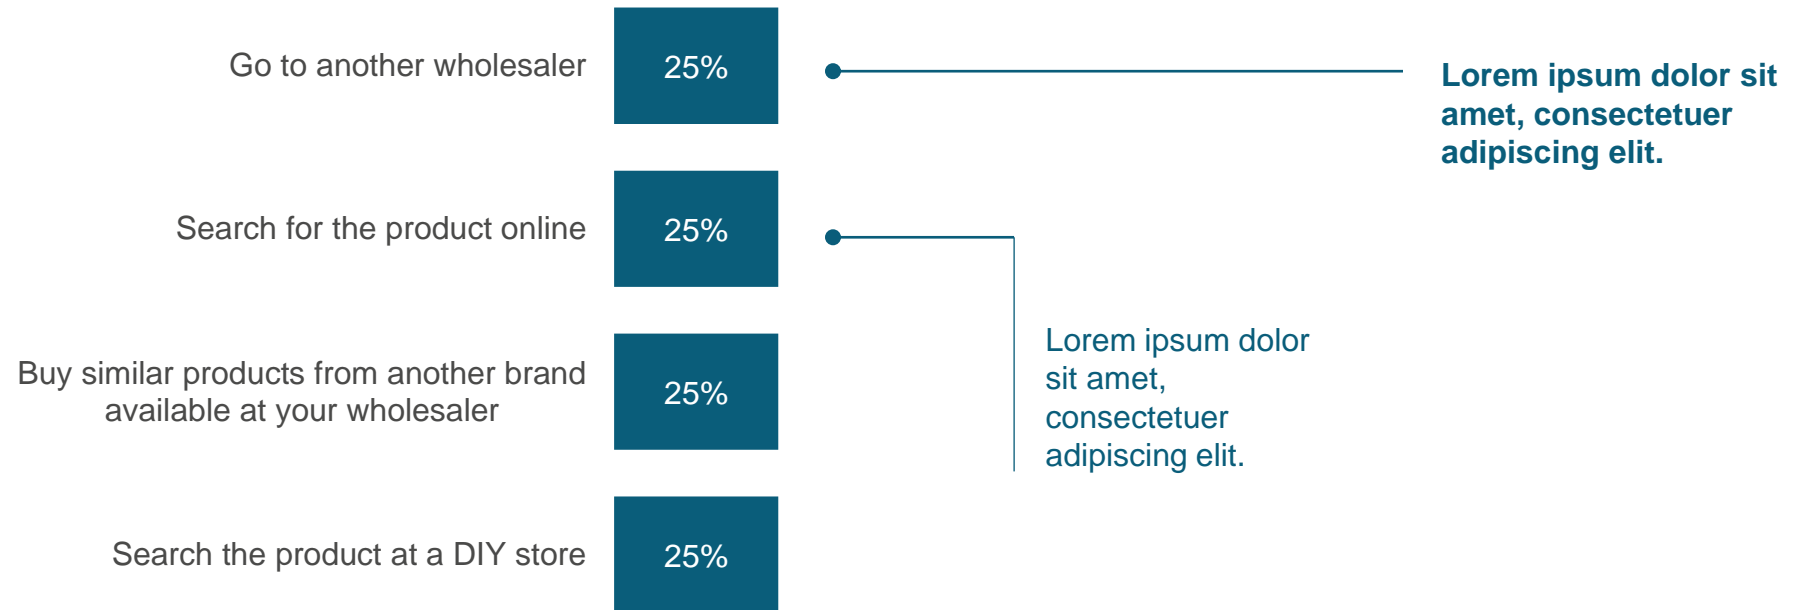 Go to another wholesaler
25%
Lorem ipsum dolor sit
amet, consectetuer
adipiscing elit.
Search for the product online
25%
Buy similar products from another brand
available at your wholesaler
25%
Lorem ipsum dolor
sit amet,
consectetuer
adipiscing elit.
Search the product at a DIY store
25%